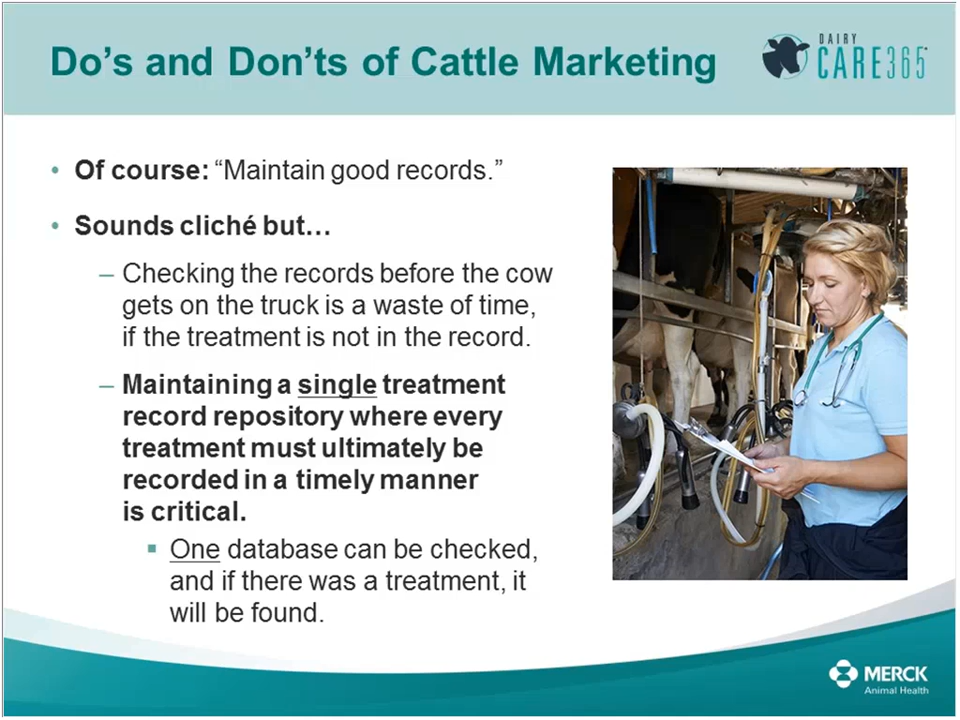 Do’s and Don’ts of Cattle Marketing
DAIRY
CARE365™
• Of course: “Maintain good records.”
• Sounds cliché but…
– Checking the records before the cow
gets on the truck is a waste of time,
if the treatment is not in the record.
– Maintaining a single treatment
record repository where every
treatment must ultimately be
recorded in a timely manner
is critical.
▪ One database can be checked,
and if there was a treatment, it
will be found.
MERCK
Animal Health